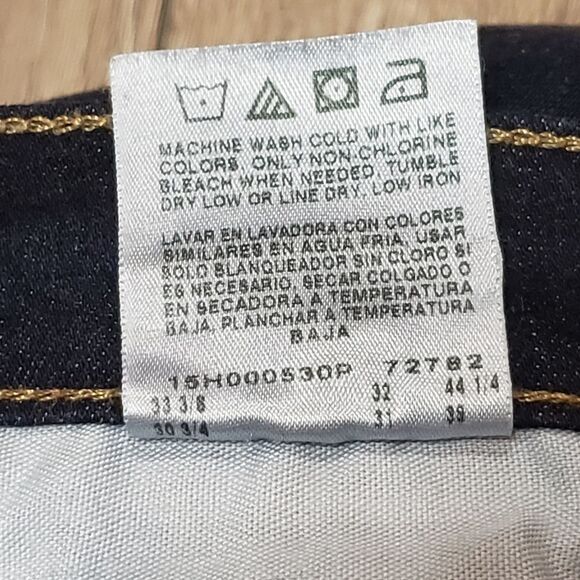 MACHINE WASH COLD WITH LIKE
COLORS, ONLY NON-CHLORINE
BLEACH WHEN NEEDED, TUMBLE
DRY LOW OR LINE DRY, LOW IRON
LAVAR EN LAVADORA CON COLORES
SIMILARES EN AGUA FRIA, USAR
SOLO BLANQUEADOR SIN CLORO SI
ES NECESARIO, SECAR COLGADO O
EN SECADORA A TEMPERATURA
BAJA, PLANCHAR A TEMPERATURA
BAJA
15H000530P 72782
33 3/8 32 44 1/4
30 3/4 31 39